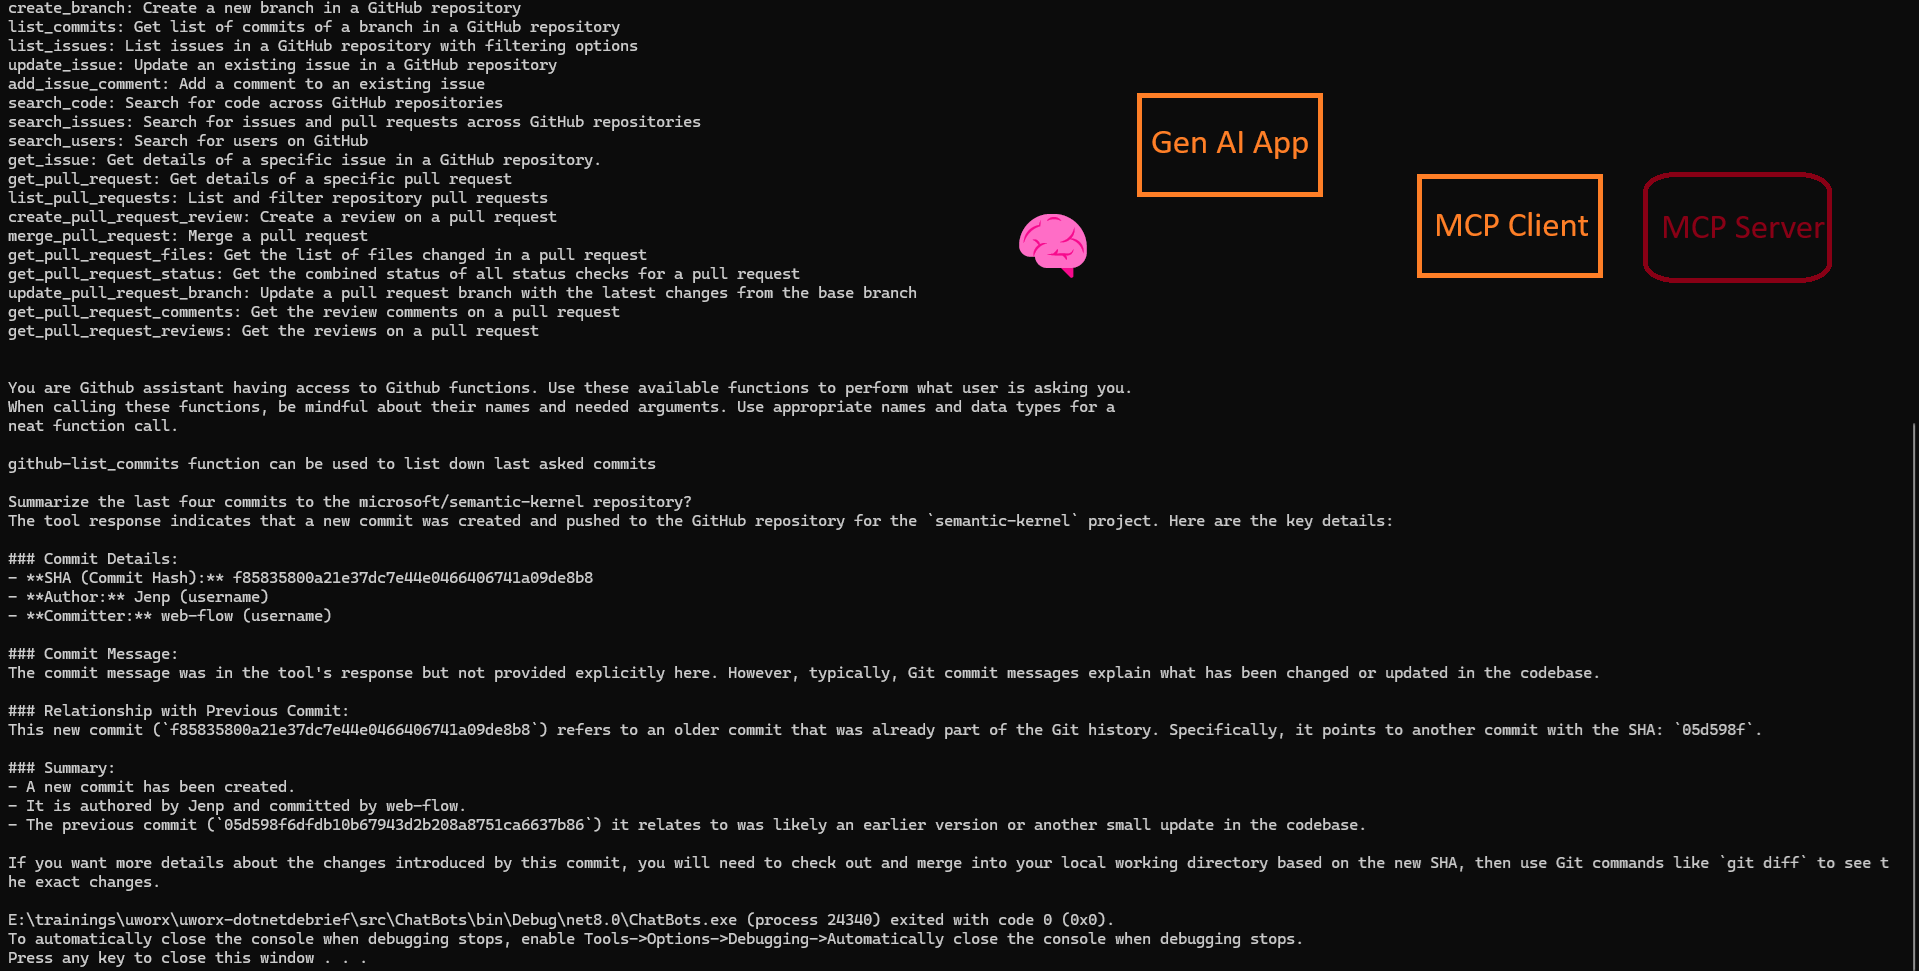 create_branch: Create a new branch in a GitHub repository
list_commits: Get list of commits of a branch in a GitHub repository
list_issues: List issues in a GitHub repository with filtering options
update_issue: Update an existing issue in a GitHub repository
add_issue_comment: Add a comment to an existing issue
search_code: Search for code across GitHub repositories
search_issues: Search for issues and pull requests across GitHub repositories
search_users: Search for users on GitHub
get_issue: Get details of a specific issue in a GitHub repository.
get_pull_request: Get details of a specific pull request
list_pull_requests: List and filter repository pull requests
create_pull_request_review: Create a review on a pull request
merge_pull_request: Merge a pull request
get_pull_request_files: Get the list of files changed in a pull request
get_pull_request_status: Get the combined status of all status checks for a pull request
update_pull_request_branch: Update a pull request branch with the latest changes from the base branch
get_pull_request_comments: Get the review comments on a pull request
get_pull_request_reviews: Get the reviews on a pull request
Gen AI App
MCP Client
MCP Server
You are Github assistant having access to Github functions. Use these available functions to perform what user is asking you.
When calling these functions, be mindful about their names and needed arguments. Use appropriate names and data types for a
neat function call.
github-list_commits function can be used to list down last asked commits
Summarize the last four commits to the microsoft/semantic-kernel repository?
The tool response indicates that a new commit was created and pushed to the GitHub repository for the `semantic-kernel` project. Here are the key details:
### Commit Details:
- **SHA (Commit Hash):** f85835800a21e37dc7e44e0466406741a09de8b8
- **Author:** Jenp (username)
- **Committer:** web-flow (username)
### Commit Message:
The commit message was in the tool's response but not provided explicitly here. However, typically, Git commit messages explain what has been changed or updated in the codebase.
### Relationship with Previous Commit:
This new commit (`f85835800a21e37dc7e44e0466406741a09de8b8`) refers to an older commit that was already part of the Git history. Specifically, it points to another commit with the SHA: `05d598f`.
### Summary:
- A new commit has been created.
- It is authored by Jenp and committed by web-flow.
- The previous commit (`05d598f6dfdb10b67943d2b208a8751ca6637b86`) it relates to was likely an earlier version or another small update in the codebase.
If you want more details about the changes introduced by this commit, you will need to check out and merge into your local working directory based on the new SHA, then use Git commands like `git diff` to see t
he exact changes.
E:\trainings\uworx\uworx-dotnetdebrief\src\ChatBots\bin\Debug\net8.0\ChatBots.exe (process 24340) exited with code 0 (0x0).
To automatically close the console when debugging stops, enable Tools->Options->Debugging->Automatically close the console when debugging stops.
Press any key to close this window . . .